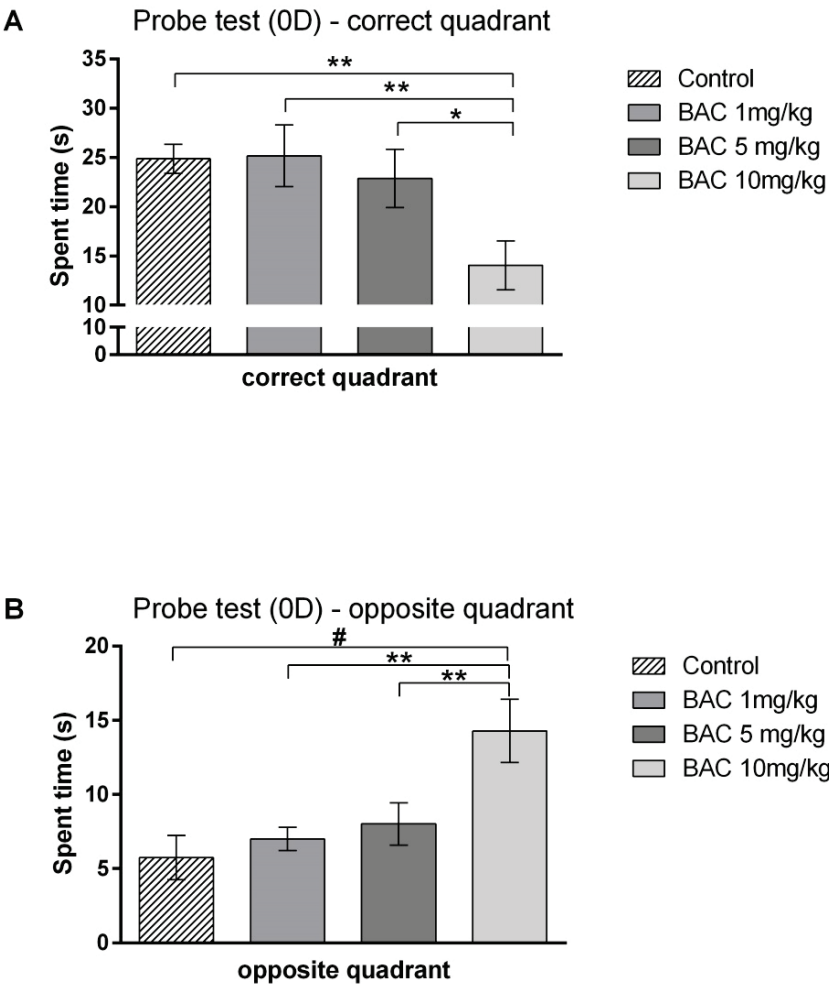 A
Probe test (0D) - correct quadrant
35
30
25
20
15
10
10
0
Spent time (s)
**
**
*
correct quadrant
Control
BAC 1mg/kg
BAC 5 mg/kg
BAC 10mg/kg
B
Probe test (0D) - opposite quadrant
20
15
10
5
0
Spent time (s)
#
**
**
opposite quadrant
Control
BAC 1mg/kg
BAC 5 mg/kg
BAC 10mg/kg